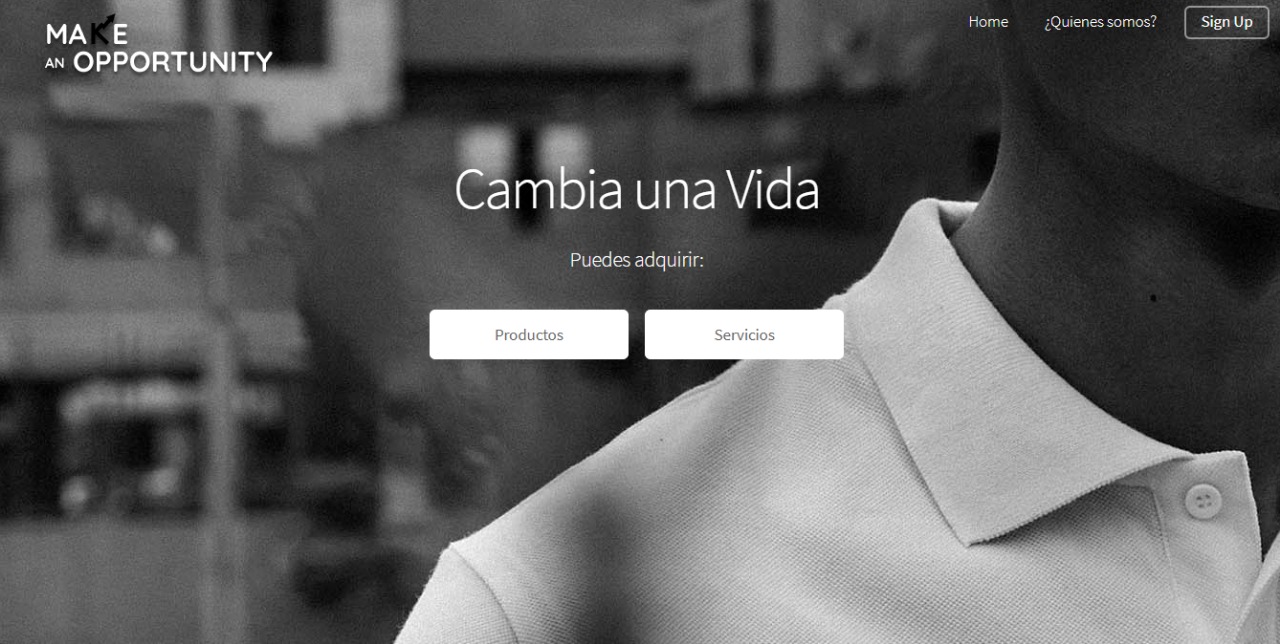 MAKE
AN OPPORTUNITY
Home
¿Quienes somos?
Sign Up
Cambia una Vida
Puedes adquirir:
Productos
Servicios